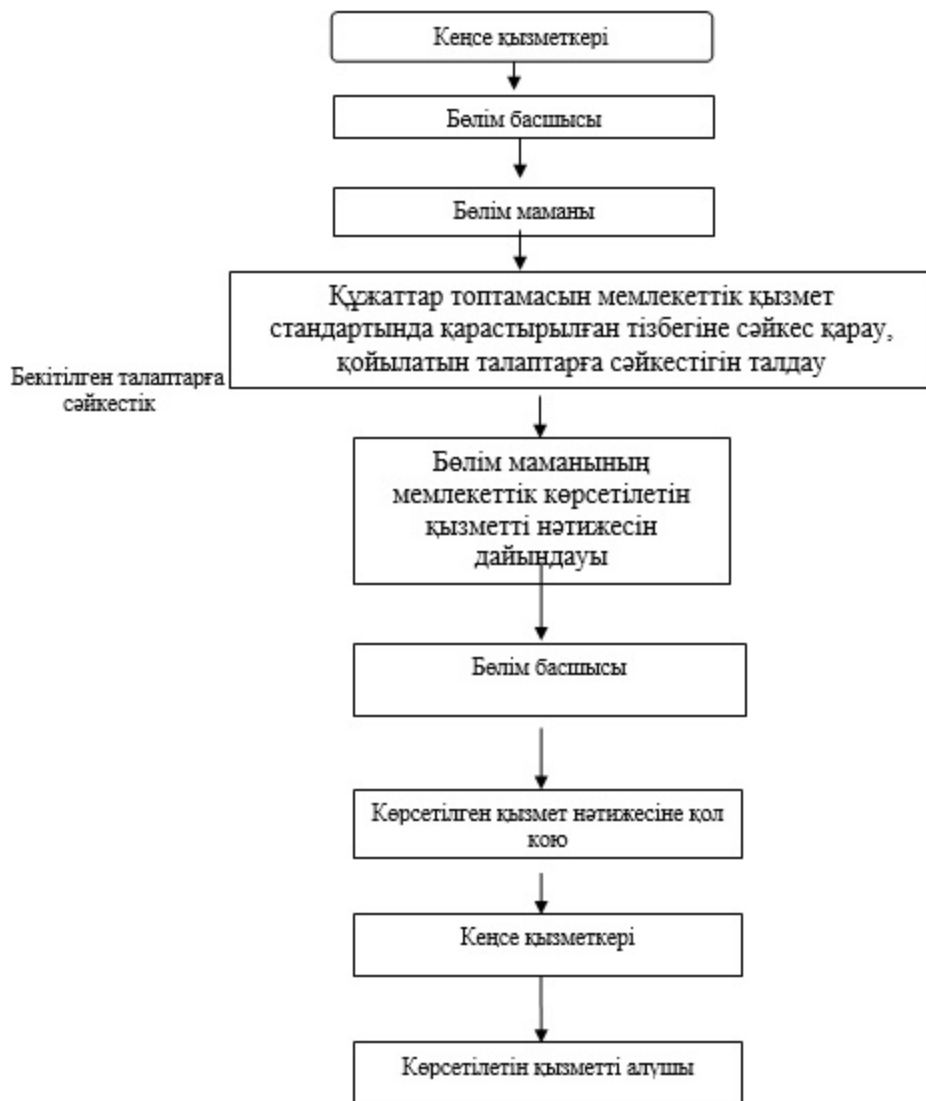 Кеңсе қызметкері
Бөлім басшысы
Бөлім маманы
Құжаттар топтамасын мемлекеттік қызмет
стандартында қарастырылған тізбегіне сәйкес қарау,
қойылатын талаптарға сәйкестігін талдау
Бекітілген талаптарға
сәйкестік
Бөлім маманының
мемлекеттік көрсетілетін
қызметті нәтижесін
дайындауы
Бөлім басшысы
Көрсетілген қызмет нәтижесіне қол
кою
Кеңсе қызметкері
Көрсетілетін қызметті алушы